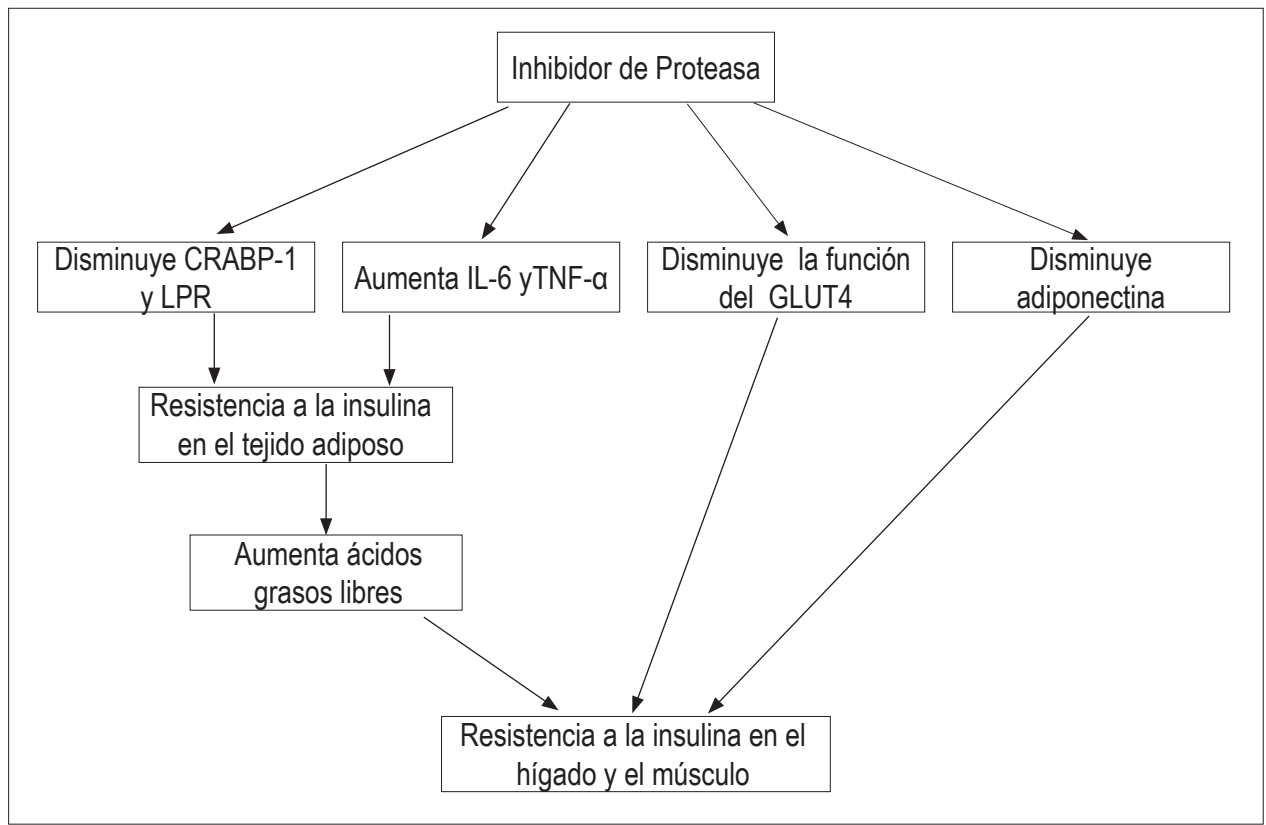 Inhibidor de Proteasa
Disminuye CRABP-1
y LPR
Aumenta IL-6 yTNF-α
Disminuye la función
del GLUT4
Disminuye
adiponectina
Resistencia a la insulina
en el tejido adiposo
Aumenta ácidos
grasos libres
Resistencia a la insulina en el
hígado y el músculo